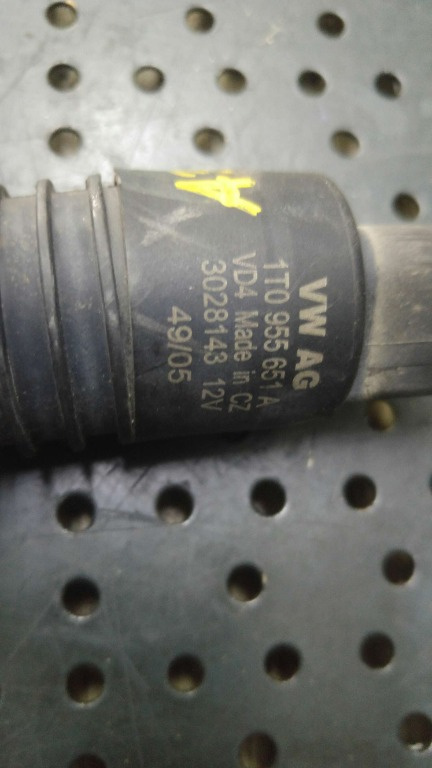 VW AG
1T0 955 651 A
VD4 Made in CZ
3028143 12V
49/05